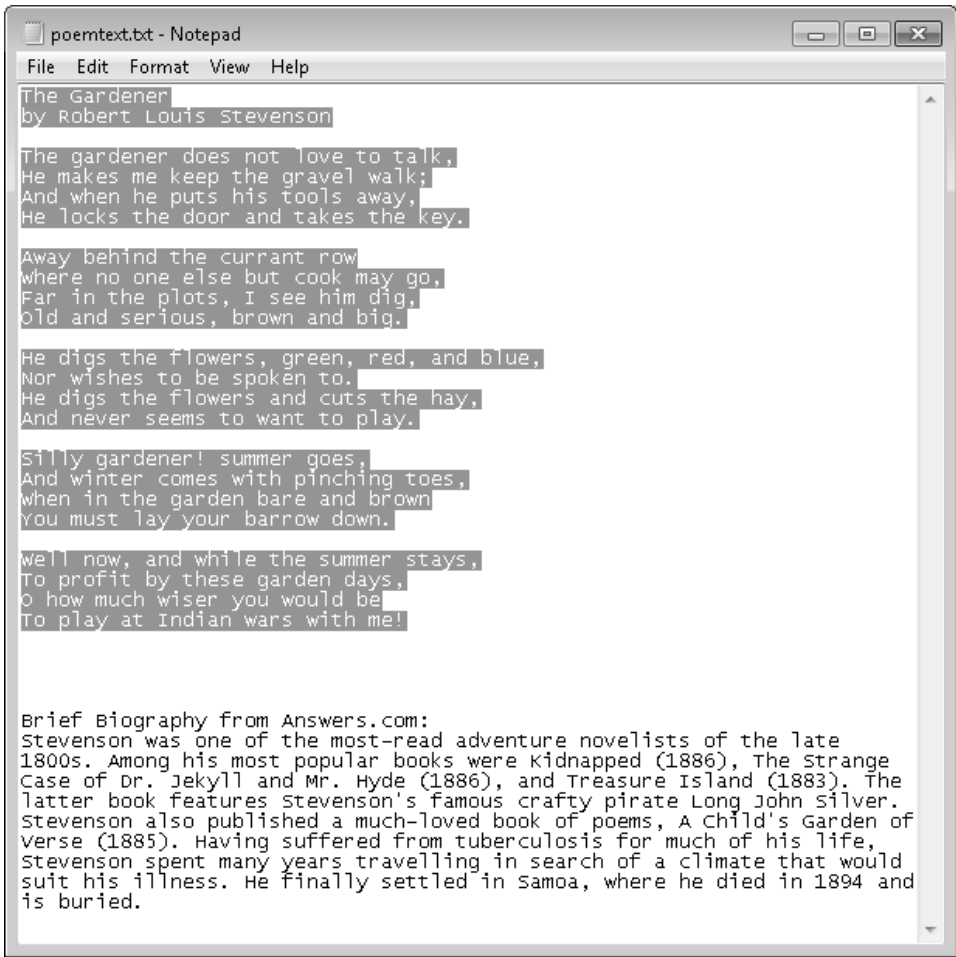 poemtext.txt - Notepad
File Edit Format View Help
The Gardener
by Robert Louis Stevenson
The gardener does not love to talk,
He makes me keep the gravel walk;
And when he puts his tools away,
He locks the door and takes the key.
Away behind the currant row
Where no one else but cook may go,
Far in the plots, I see him dig,
Old and serious, brown and big.
He digs the flowers, green, red, and blue,
Nor wishes to be spoken to.
He digs the flowers and cuts the hay,
And never seems to want to play.
Silly gardener! summer goes,
And winter comes with pinching toes,
When in the garden bare and brown
You must lay your barrow down.
Well now, and while the summer stays,
To profit by these garden days,
O how much wiser you would be
To play at Indian wars with me!
Brief Biography from Answers.com:
Stevenson was one of the most-read adventure novelists of the late
1800s. Among his most popular books were Kidnapped (1886), The Strange
Case of Dr. Jekyll and Mr. Hyde (1886), and Treasure Island (1883). The
latter book features Stevenson's famous crafty pirate Long John Silver.
Stevenson also published a much-loved book of poems, A Child's Garden of
Verse (1885). Having suffered from tuberculosis for much of his life,
Stevenson spent many years travelling in search of a climate that would
suit his illness. He finally settled in Samoa, where he died in 1894 and
is buried.